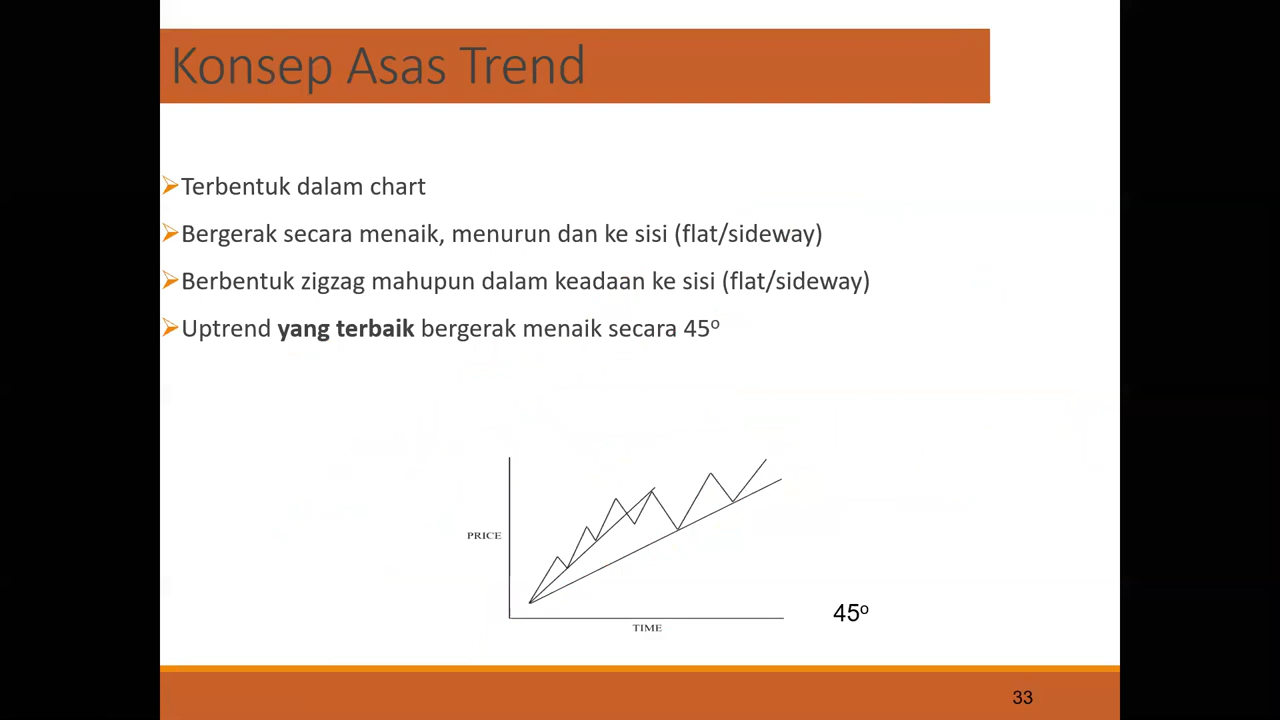 Konsep Asas Trend
➢Terbentuk dalam chart
➢Bergerak secara menaik, menurun dan ke sisi (flat/sideway)
➢Berbentuk zigzag mahupun dalam keadaan ke sisi (flat/sideway)
➢Uptrend yang terbaik bergerak menaik secara 45º
PRICE
TIME
45º
33